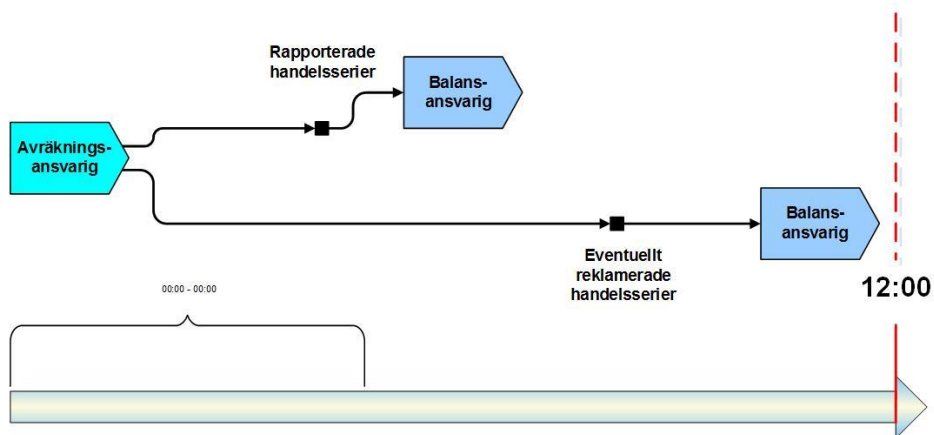 Rapporterade
handelsserier
Balans-
ansvarig
Avräknings-
ansvarig
Balans-
ansvarig
Eventuellt
reklamerade
handelsserier
12:00
00:00 - 00:00